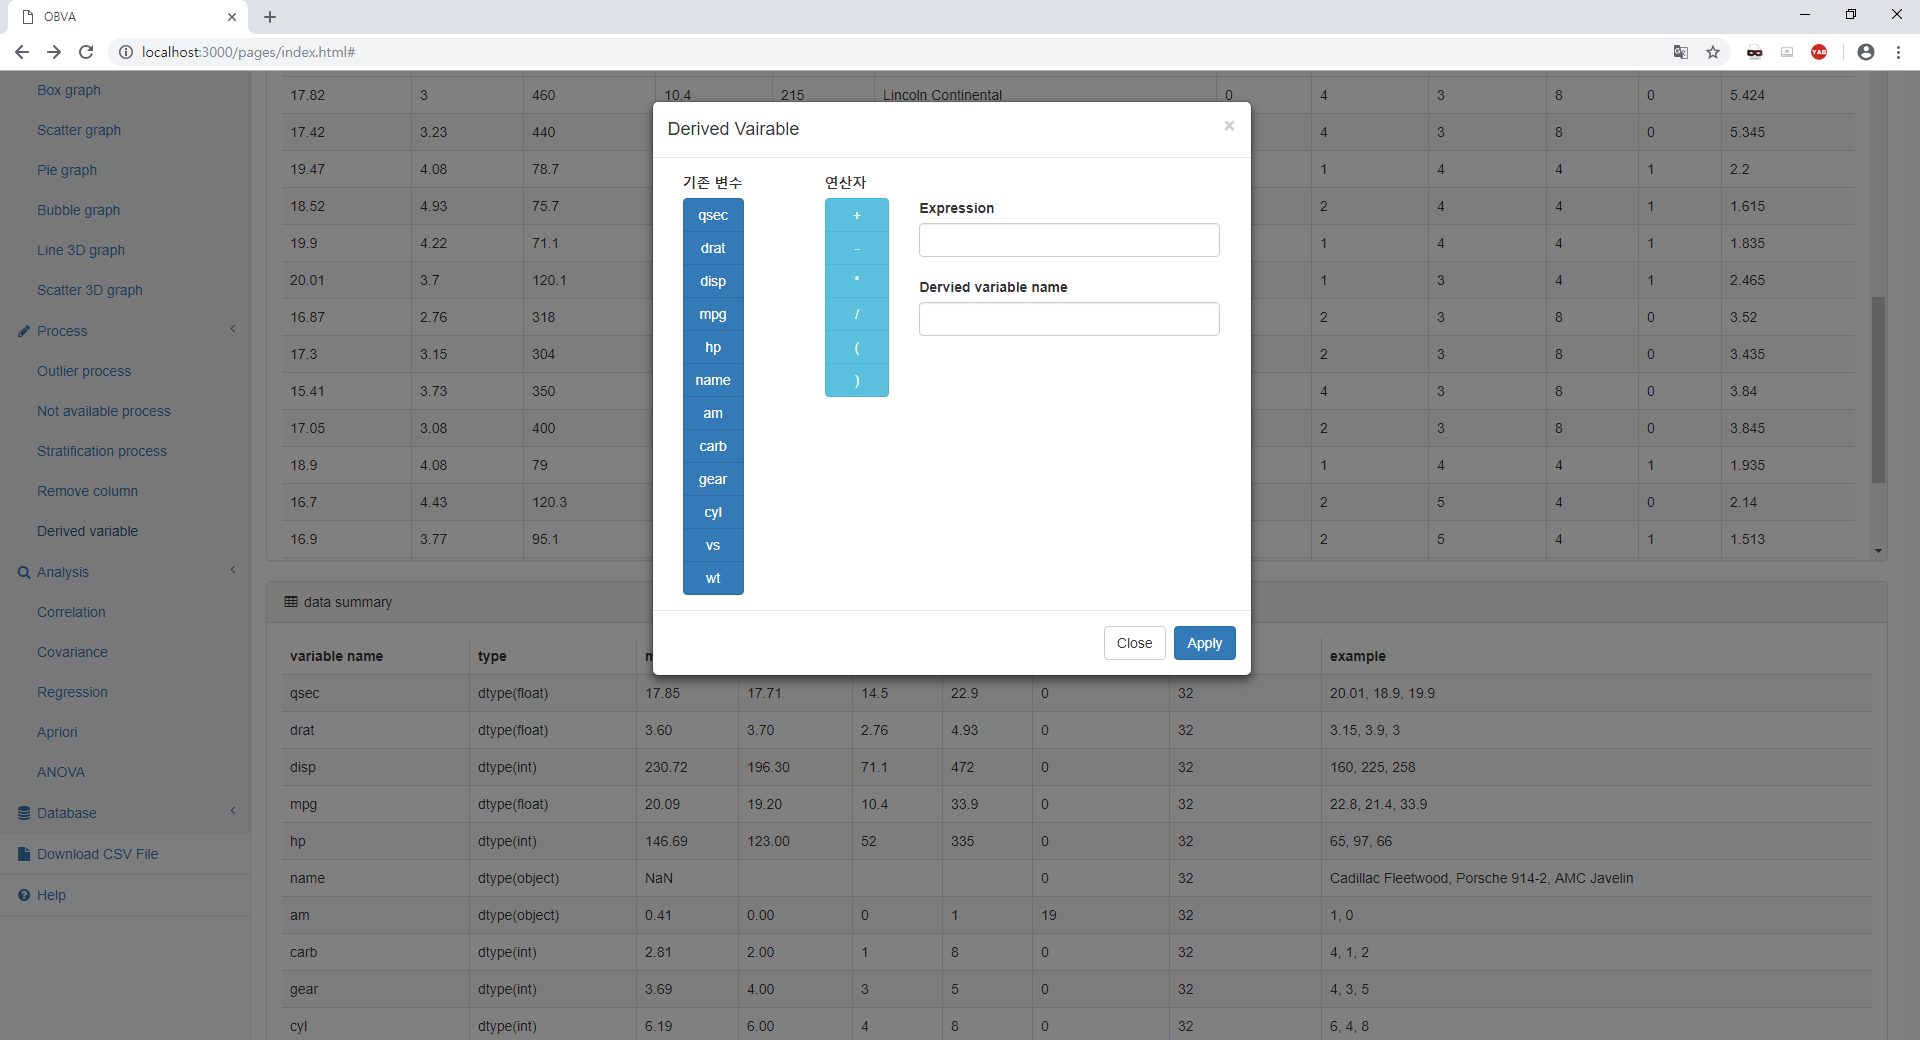 OBVA
localhost:3000/pages/index.html#
YAB
Box graph
Scatter graph
Pie graph
Bubble graph
Line 3D graph
Scatter 3D graph
Process
Outlier process
Not available process
Stratification process
Remove column
Derived variable
Analysis
Correlation
Covariance
Regression
Apriori
ANOVA
Database
Download CSV File
Help
17.82 3 460 10.4 215 Lincoln Continental 0 4 3 8 0 5.424
17.42 3.23 440 4 3 8 0 5.345
19.47 4.08 78.7 1 4 4 1 2.2
18.52 4.93 75.7 2 4 4 1 1.615
19.9 4.22 71.1 1 4 4 1 1.835
20.01 3.7 120.1 1 3 4 1 2.465
16.87 2.76 318 2 3 8 0 3.52
17.3 3.15 304 2 3 8 0 3.435
15.41 3.73 350 4 3 8 0 3.84
17.05 3.08 400 2 3 8 0 3.845
18.9 4.08 79 1 4 4 1 1.935
16.7 4.43 120.3 2 5 4 0 2.14
16.9 3.77 95.1 2 5 4 1 1.513
Derived Vairable
×
기존 변수
qsec
drat
disp
mpg
hp
name
am
carb
gear
cyl
vs
wt
연산자
+
-
*
/
(
)
Expression
Dervied variable name
Close
Apply
data summary
variable name type example
qsec dtype(float) 17.85 17.71 14.5 22.9 0 32 20.01, 18.9, 19.9
drat dtype(float) 3.60 3.70 2.76 4.93 0 32 3.15, 3.9, 3
disp dtype(int) 230.72 196.30 71.1 472 0 32 160, 225, 258
mpg dtype(float) 20.09 19.20 10.4 33.9 0 32 22.8, 21.4, 33.9
hp dtype(int) 146.69 123.00 52 335 0 32 65, 97, 66
name dtype(object) NaN 0 32 Cadillac Fleetwood, Porsche 914-2, AMC Javelin
am dtype(object) 0.41 0.00 0 1 19 32 1, 0
carb dtype(int) 2.81 2.00 1 8 0 32 4, 1, 2
gear dtype(int) 3.69 4.00 3 5 0 32 4, 3, 5
cyl dtype(int) 6.19 6.00 4 8 0 32 6, 4, 8